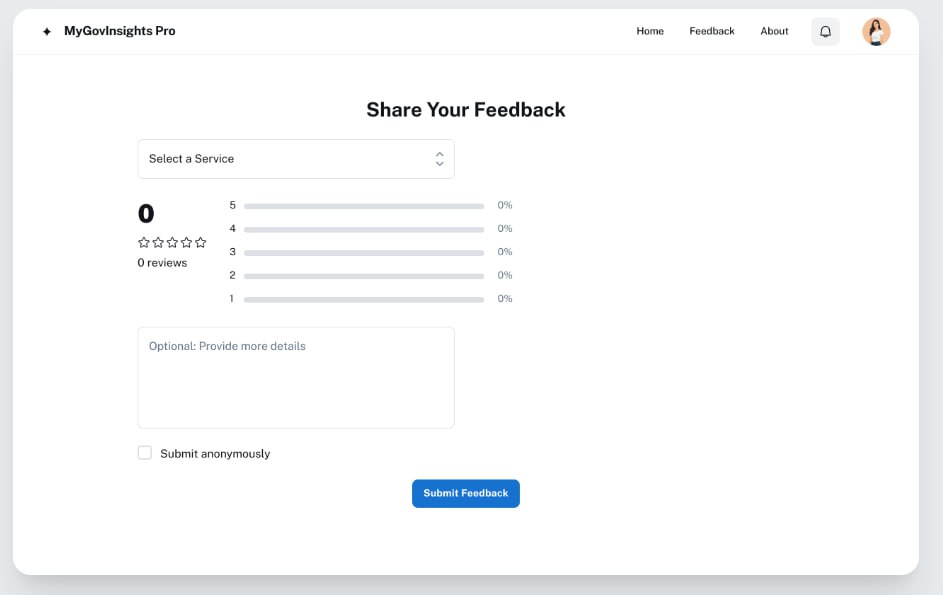 MyGovInsights Pro Home Feedback About
Share Your Feedback
Select a Service
0
0 reviews
5 0%
4 0%
3 0%
2 0%
1 0%
Optional: Provide more details
Submit anonymously
Submit Feedback